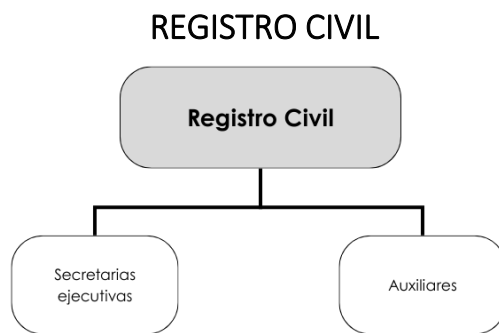 REGISTRO CIVIL
Registro Civil
Secretarias
ejecutivas
Auxiliares